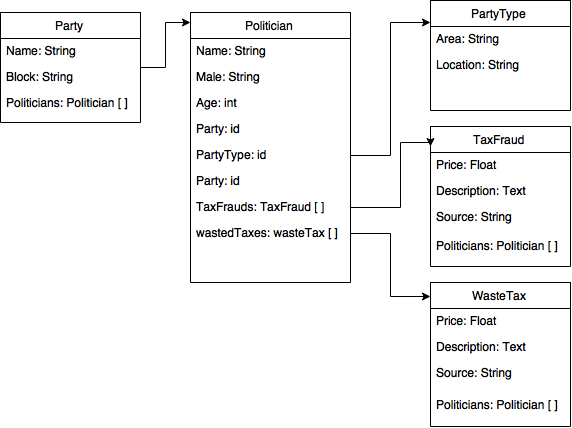 Party
Name: String
Block: String
Politicians: Politician [ ]
Politician
Name: String
Male: String
Age: int
Party: id
PartyType: id
Party: id
TaxFrauds: TaxFraud [ ]
wastedTaxes: wasteTax [ ]
PartyType
Area: String
Location: String
TaxFraud
Price: Float
Description: Text
Source: String
Politicians: Politician [ ]
WasteTax
Price: Float
Description: Text
Source: String
Politicians: Politician [ ]